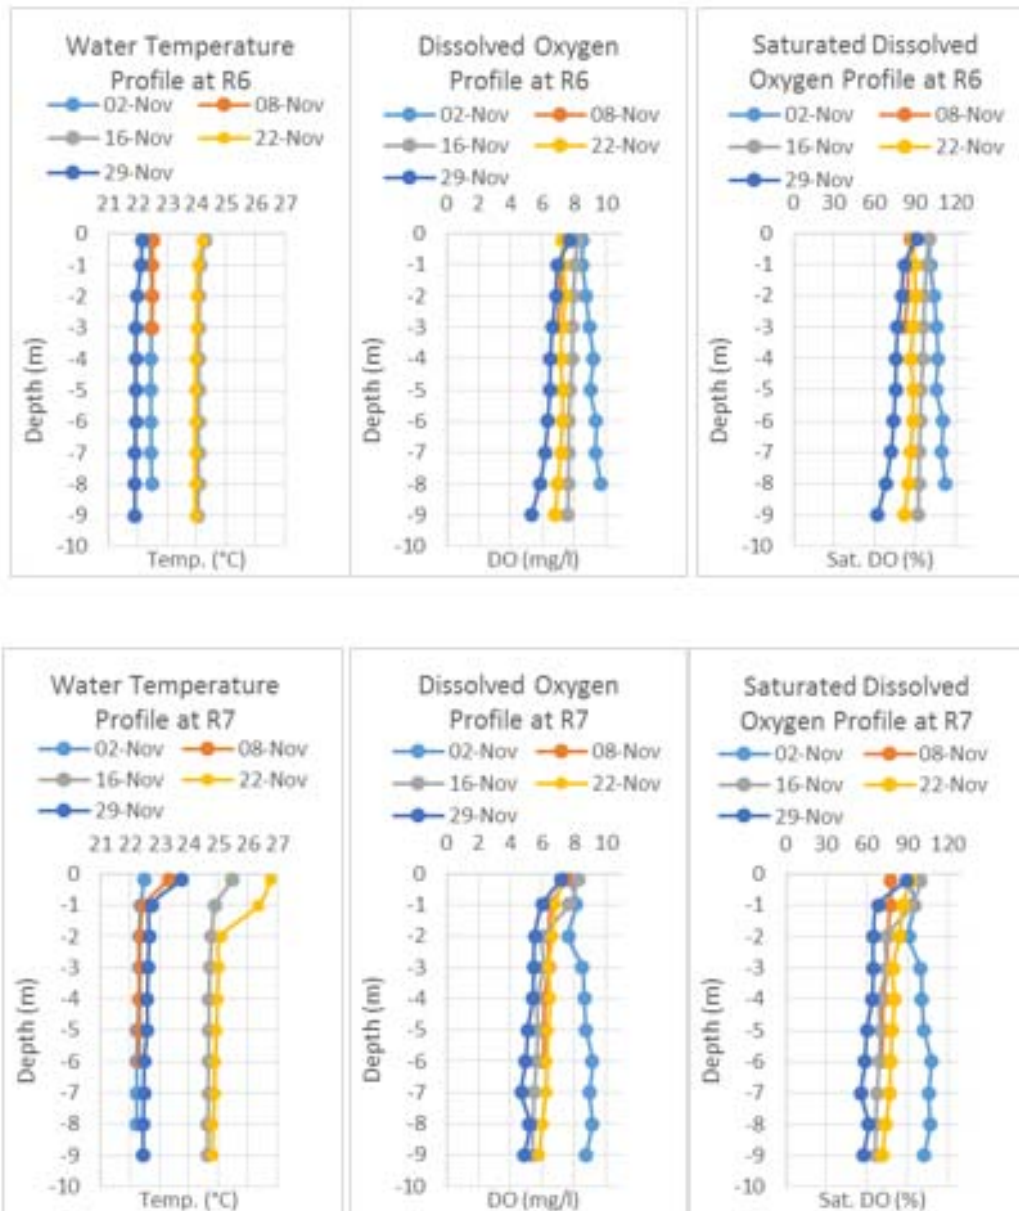 Water Temperature
Profile at R6
02-Nov 08-Nov
16-Nov 22-Nov
29-Nov
21 22 23 24 25 26 27
0
-1
-2
-3
-4
-5
-6
-7
-8
-9
-10
Depth (m)
Temp. (°C)
Dissolved Oxygen
Profile at R6
02-Nov 08-Nov
16-Nov 22-Nov
29-Nov
0 2 4 6 8 10
0
-1
-2
-3
-4
-5
-6
-7
-8
-9
-10
Depth (m)
DO (mg/l)
Saturated Dissolved
Oxygen Profile at R6
02-Nov 08-Nov
16-Nov 22-Nov
29-Nov
0 30 60 90 120
0
-1
-2
-3
-4
-5
-6
-7
-8
-9
-10
Depth (m)
Sat. DO (%)
Water Temperature
Profile at R7
02-Nov 08-Nov
16-Nov 22-Nov
29-Nov
21 22 23 24 25 26 27
0
-1
-2
-3
-4
-5
-6
-7
-8
-9
-10
Depth (m)
Temp. (°C)
Dissolved Oxygen
Profile at R7
02-Nov 08-Nov
16-Nov 22-Nov
29-Nov
0 2 4 6 8 10
0
-1
-2
-3
-4
-5
-6
-7
-8
-9
-10
Depth (m)
DO (mg/l)
Saturated Dissolved
Oxygen Profile at R7
02-Nov 08-Nov
16-Nov 22-Nov
29-Nov
0 30 60 90 120
0
-1
-2
-3
-4
-5
-6
-7
-8
-9
-10
Depth (m)
Sat. DO (%)